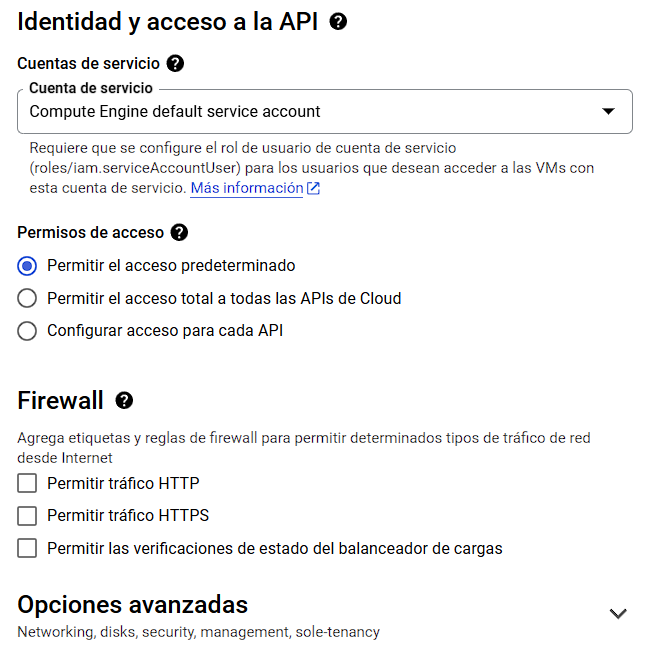 Identidad y acceso a la API
Cuentas de servicio
Cuenta de servicio
Compute Engine default service account
Requiere que se configure el rol de usuario de cuenta de servicio
(roles/iam.serviceAccountUser) para los usuarios que desean acceder a las VMs con
esta cuenta de servicio. Más información
Permisos de acceso
Permitir el acceso predeterminado
Permitir el acceso total a todas las APIs de Cloud
Configurar acceso para cada API
Firewall
Agrega etiquetas y reglas de firewall para permitir determinados tipos de tráfico de red
desde Internet
Permitir tráfico HTTP
Permitir tráfico HTTPS
Permitir las verificaciones de estado del balanceador de cargas
Opciones avanzadas
Networking, disks, security, management, sole-tenancy